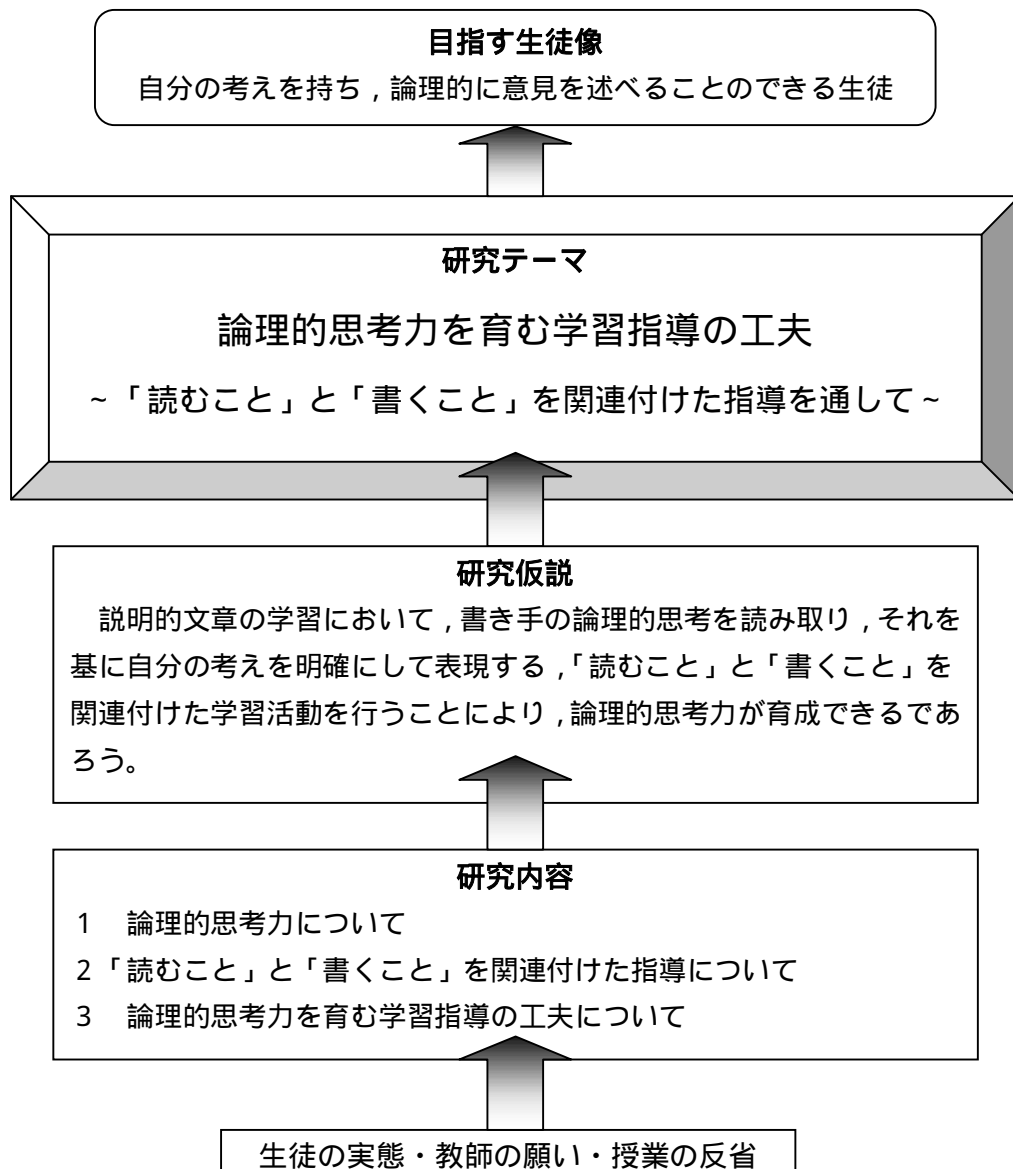 目指す生徒像
自分の考えを持ち，論理的に意見を述べることのできる生徒
研究テーマ
論理的思考力を育む学習指導の工夫
~「読むこと」と「書くこと」を関連付けた指導を通して~
研究仮説
　説明的文章の学習において，書き手の論理的思考を読み取り，それを
基に自分の考えを明確にして表現する，「読むこと」と「書くこと」を
関連付けた学習活動を行うことにより，論理的思考力が育成できるであ
ろう。
研究内容
1　論理的思考力について
2「読むこと」と「書くこと」を関連付けた指導について
3　論理的思考力を育む学習指導の工夫について
生徒の実態・教師の願い・授業の反省